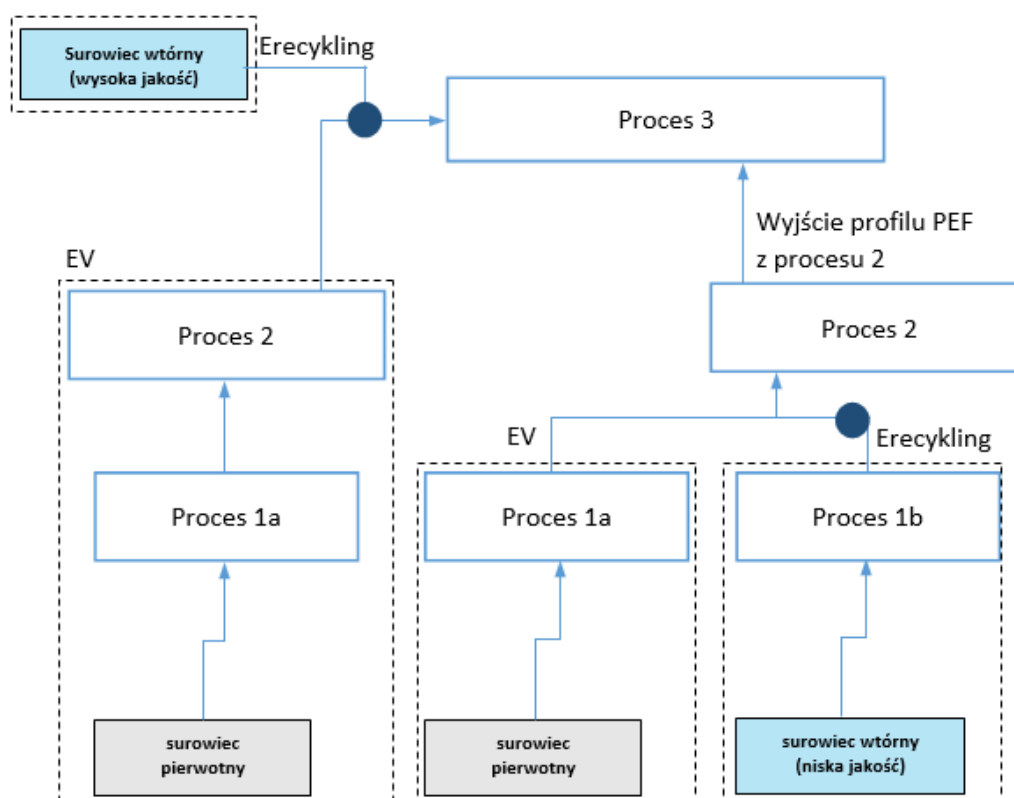 Surowiec wtórny
(wysoka jakość)
Erecykling
Proces 3
Wyjście profilu PEF
z procesu 2
EV
Proces 2
Proces 2
EV
Erecykling
Proces 1a
Proces 1a
Proces 1b
surowiec
pierwotny
surowiec
pierwotny
surowiec wtórny
(niska jakość)